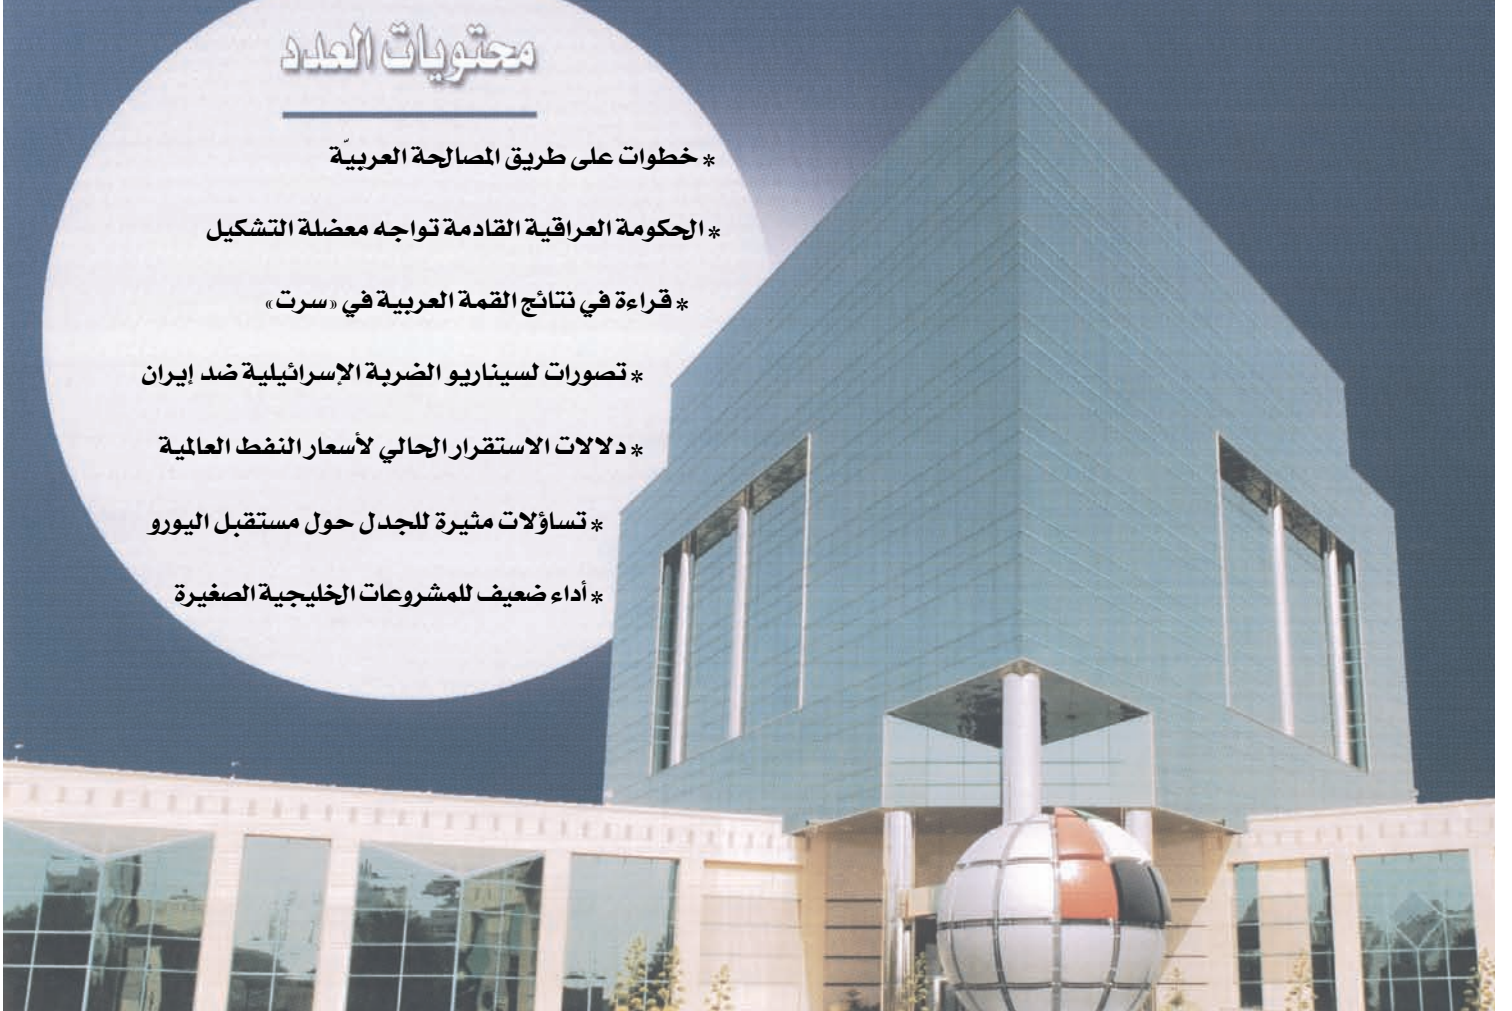 محتويات العدد
* خطوات على طريق المصالحة العربيّة
* الحكومة العراقية القادمة تواجه معضلة التشكيل
* قراءة في نتائج القمة العربية في «سرت»
* تصورات لسيناريو الضربة الإسرائيلية ضد إيران
* دلالات الاستقرار الحالي لأسعار النفط العالمية
* تساؤلات مثيرة للجدل حول مستقبل اليورو
* أداء ضعيف للمشروعات الخليجية الصغيرة